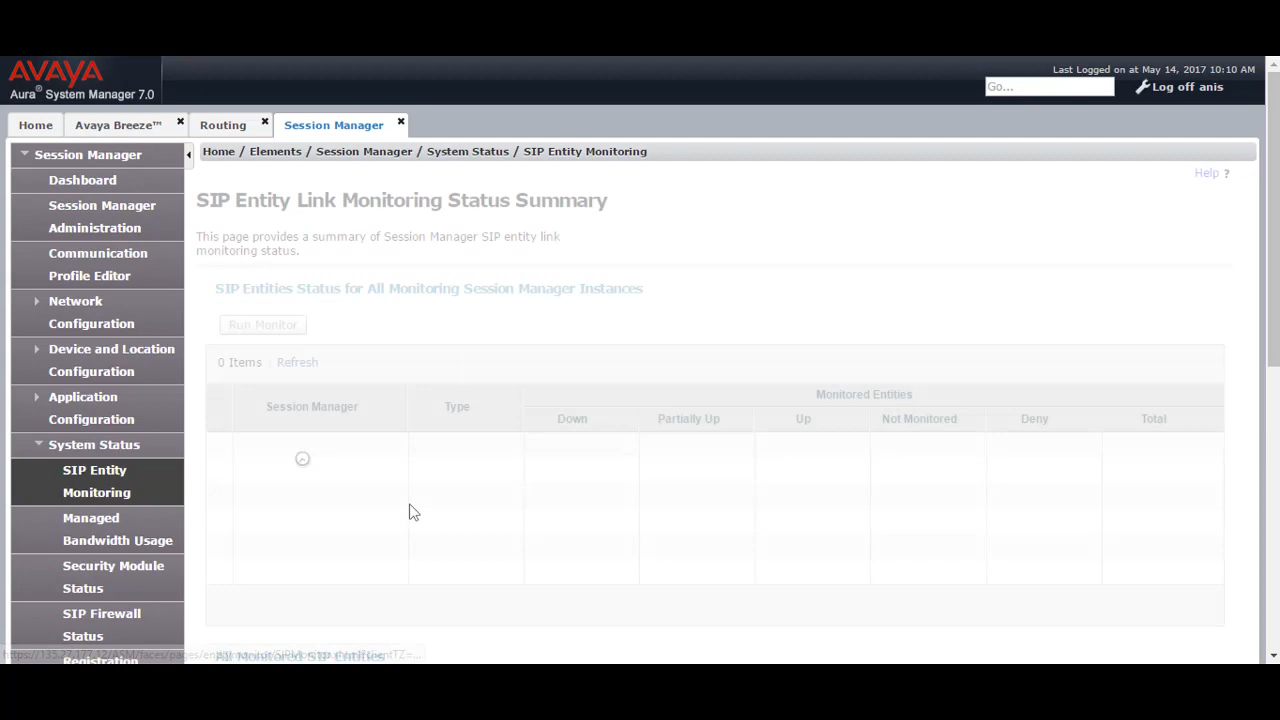 AVAYA
Aura® System Manager 7.0
Last Logged on at May 14, 2017 10:10 AM
Go...
Log off anis
Home
Avaya Breeze™
Routing
Session Manager
Session Manager
Dashboard
Session Manager
Administration
Communication
Profile Editor
Network
Configuration
Device and Location
Configuration
Application
Configuration
System Status
SIP Entity
Monitoring
Managed
Bandwidth Usage
Security Module
Status
SIP Firewall
Status
Registration
Home / Elements / Session Manager / System Status / SIP Entity Monitoring
Help ?
SIP Entity Link Monitoring Status Summary
This page provides a summary of Session Manager SIP entity link
monitoring status.
SIP Entities Status for All Monitoring Session Manager Instances
Run Monitor
0 Items | Refresh
Session Manager
Type
Monitored Entities
Down
Partially Up
Up
Not Monitored
Deny
Total
All Monitored SIP Entities